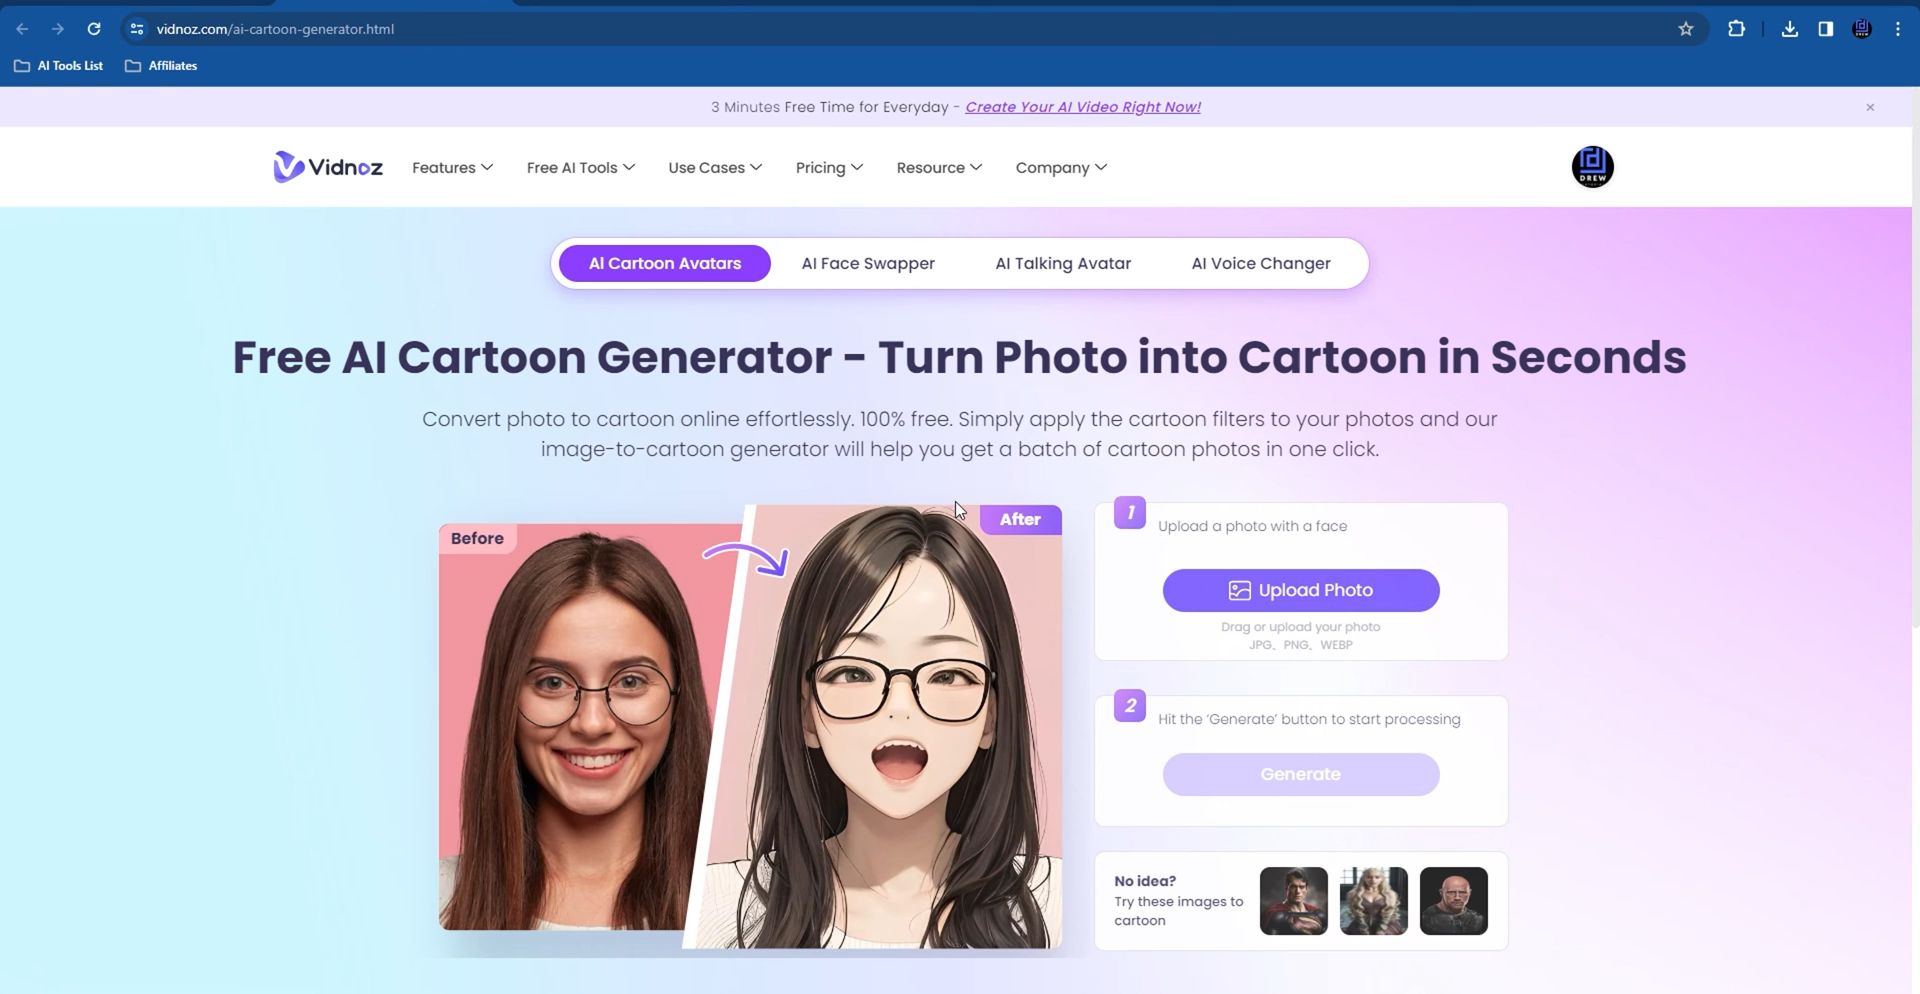 vidnoz.com/ai-cartoon-generator.html
AI Tools List
Affiliates
3 Minutes Free Time for Everyday - Create Your AI Video Right Now!
Vidnoz
Features
Free AI Tools
Use Cases
Pricing
Resource
Company
DREW
AI Cartoon Avatars
AI Face Swapper
AI Talking Avatar
AI Voice Changer
Free AI Cartoon Generator - Turn Photo into Cartoon in Seconds
Convert photo to cartoon online effortlessly. 100% free. Simply apply the cartoon filters to your photos and our
image-to-cartoon generator will help you get a batch of cartoon photos in one click.
Before
After
1
Upload a photo with a face
Upload Photo
Drag or upload your photo
JPG、PNG、WEBP
2
Hit the ‘Generate’ button to start processing
Generate
No idea?
Try these images to
cartoon